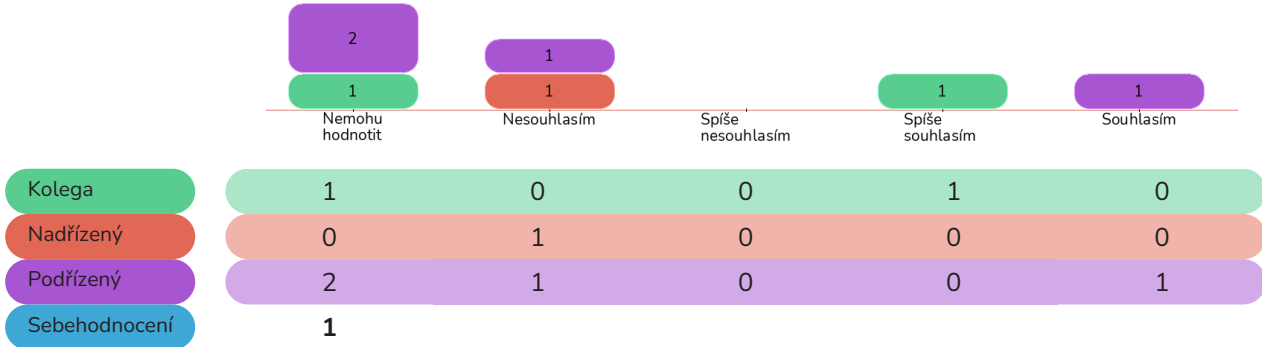 2
1
1
1
1
1
Nemohu
hodnotit
Nesouhlasím
Spíše
nesouhlasím
Spíše
souhlasím
Souhlasím
Kolega 1 0 0 1 0
Nadřízený 0 1 0 0 0
Podřízený 2 1 0 0 1
Sebehodnocení 1